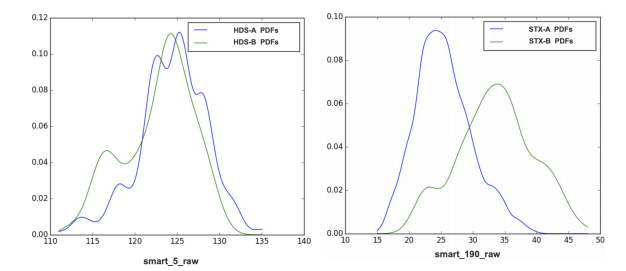 0.12
0.10
0.08
0.06
0.04
0.02
0.00
110 115 120 125 130 135 140
HDS-A PDFs
HDS-B PDFs
smart_5_raw
0.10
0.08
0.06
0.04
0.02
0.00
10 15 20 25 30 35 40 45 50
STX-A PDFs
STX-B PDFs
smart_190_raw